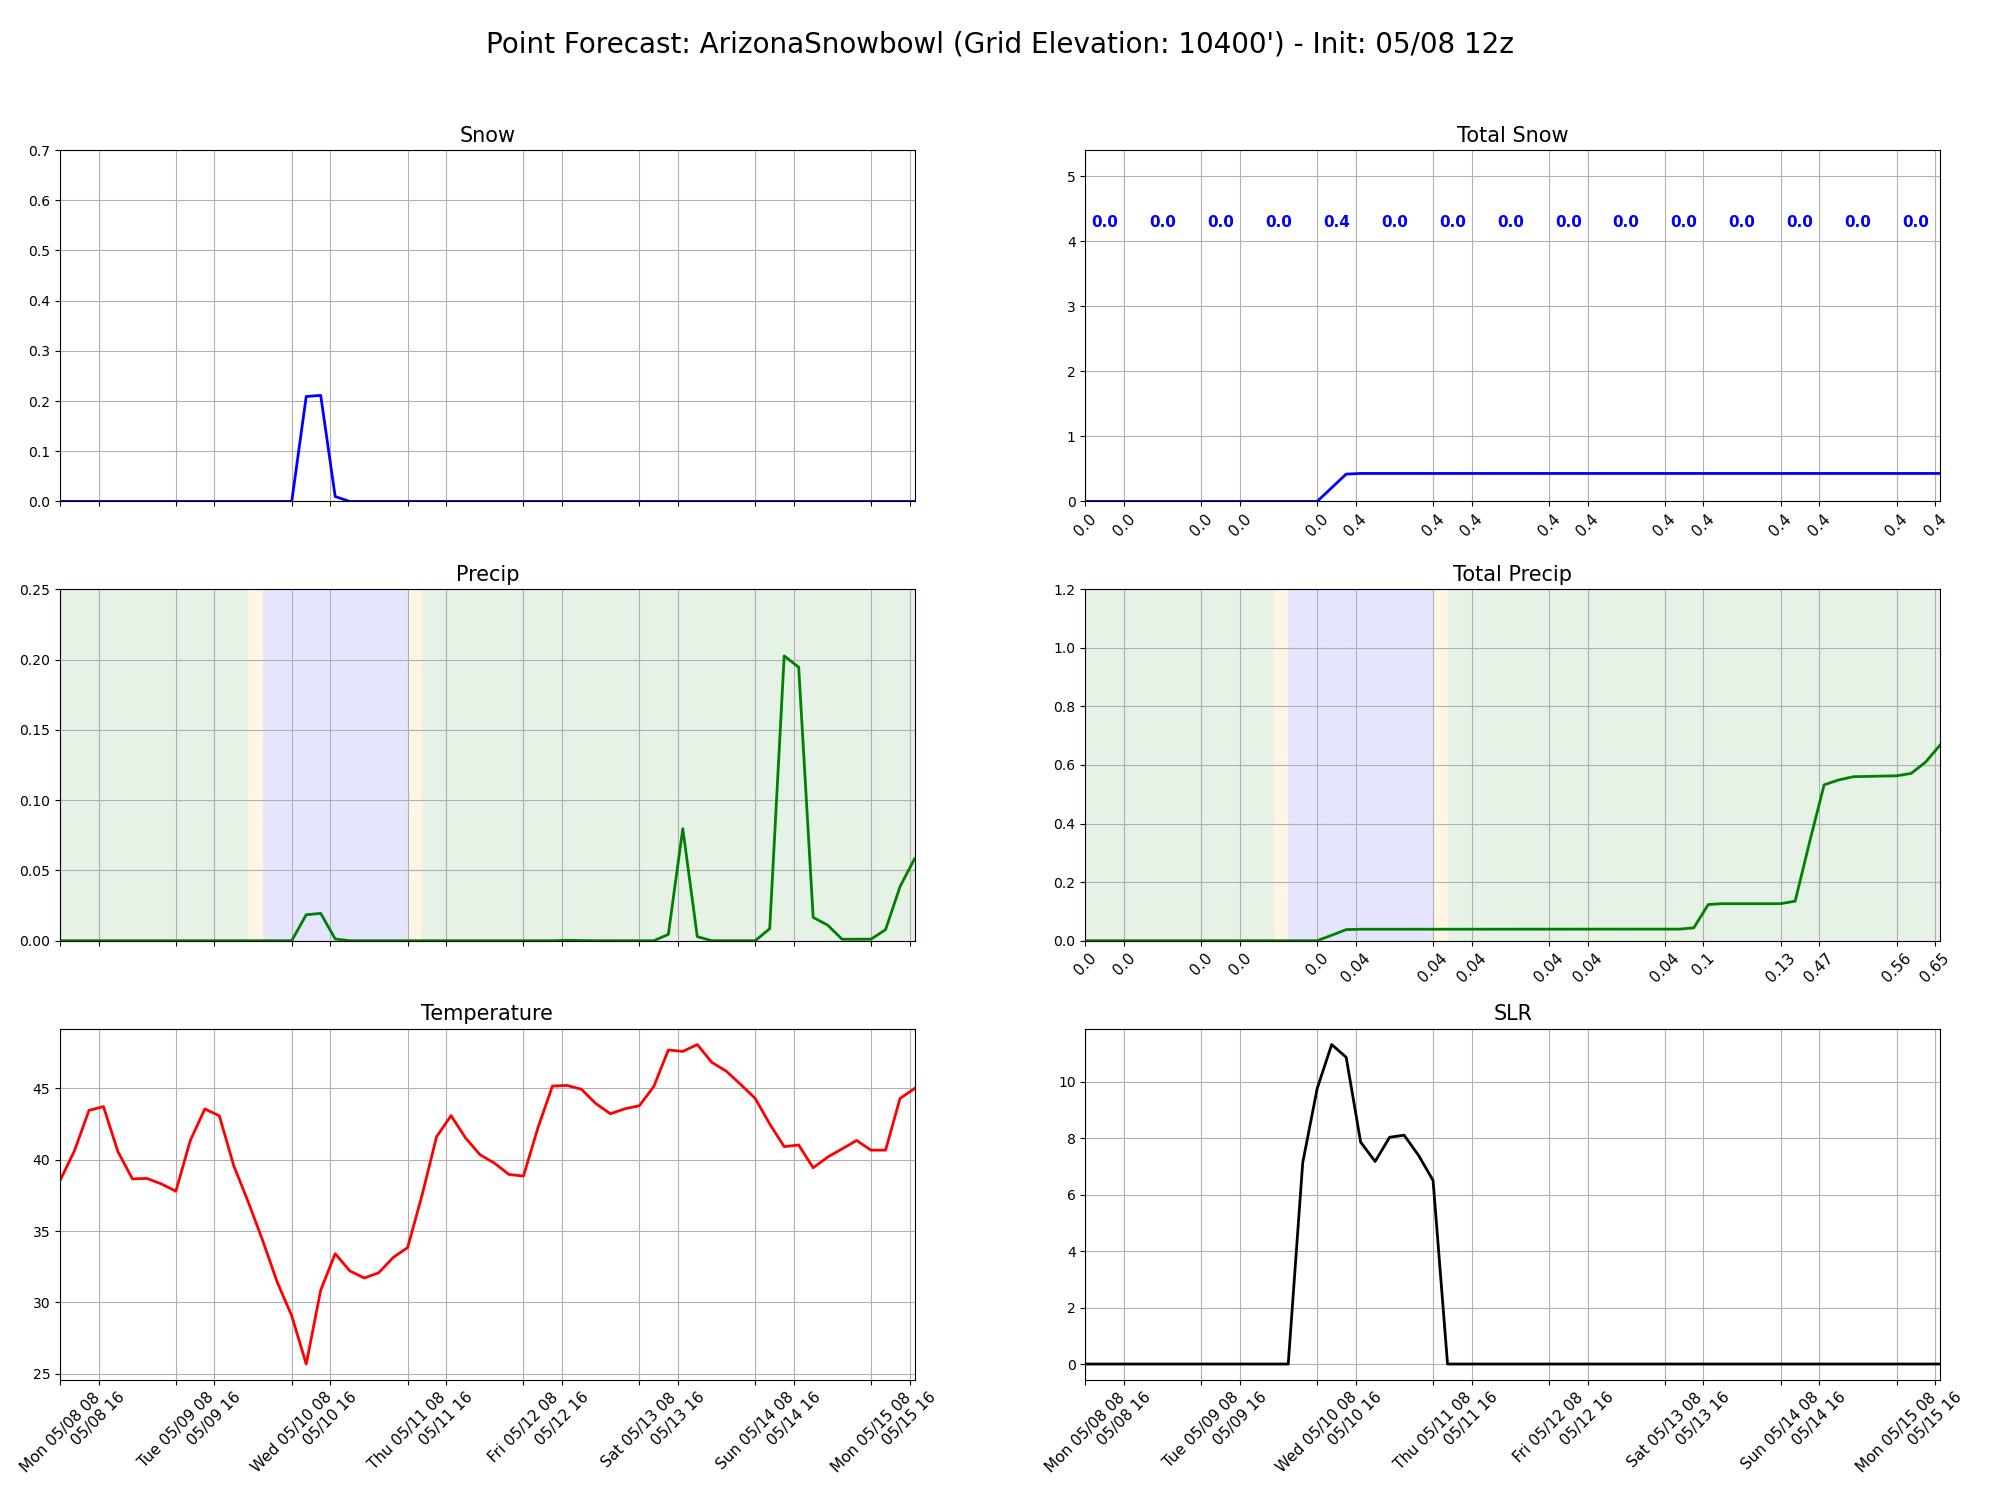 Point Forecast: ArizonaSnowbowl (Grid Elevation: 10400') - Init: 05/08 12z
Snow
0.7
0.6
0.5
0.4
0.3
0.2
0.1
0.0
Total Snow
5
4
3
2
1
0
0.0 0.0 0.0 0.0 0.4 0.0 0.0 0.0 0.0 0.0 0.0 0.0 0.0 0.0 0.0
0.0 0.0 0.0 0.0 0.0 0.4 0.4 0.4 0.4 0.4 0.4 0.4 0.4 0.4 0.4 0.4
Precip
0.25
0.20
0.15
0.10
0.05
0.00
Total Precip
1.2
1.0
0.8
0.6
0.4
0.2
0.0
0.0 0.0 0.0 0.0 0.0 0.04 0.04 0.04 0.04 0.04 0.04 0.1 0.13 0.47 0.56 0.65
Temperature
45
40
35
30
25
Mon 05/08 08
05/08 16
Tue 05/09 08
05/09 16
Wed 05/10 08
05/10 16
Thu 05/11 08
05/11 16
Fri 05/12 08
05/12 16
Sat 05/13 08
05/13 16
Sun 05/14 08
05/14 16
Mon 05/15 08
05/15 16
SLR
10
8
6
4
2
0
Mon 05/08 08
05/08 16
Tue 05/09 08
05/09 16
Wed 05/10 08
05/10 16
Thu 05/11 08
05/11 16
Fri 05/12 08
05/12 16
Sat 05/13 08
05/13 16
Sun 05/14 08
05/14 16
Mon 05/15 08
05/15 16